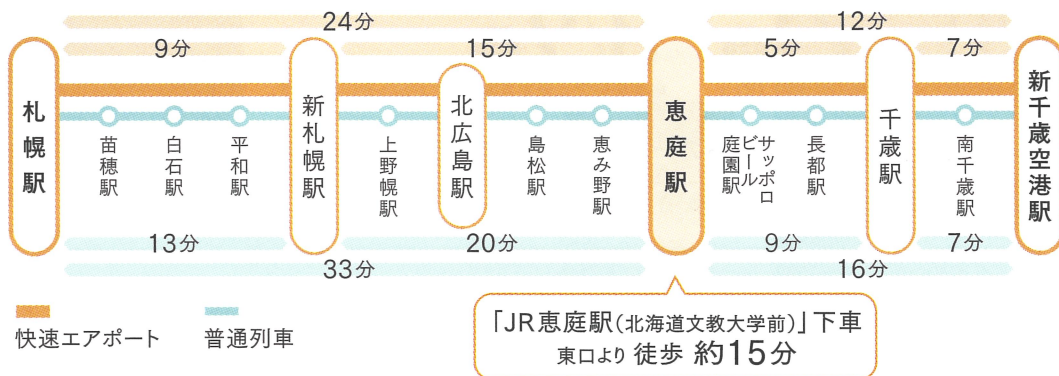 24分
12分
9分
15分
5分
7分
札幌駅
苗穂駅
白石駅
平和駅
新札幌駅
上野幌駅
北広島駅
島松駅
恵み野駅
恵庭駅
サッポロ
ビール
庭園駅
長都駅
千歳駅
南千歳駅
新千歳空港駅
13分
20分
9分
7分
33分
16分
快速エアポート
普通列車
「JR恵庭駅(北海道文教大学前)」下車
東口より 徒歩 約15分